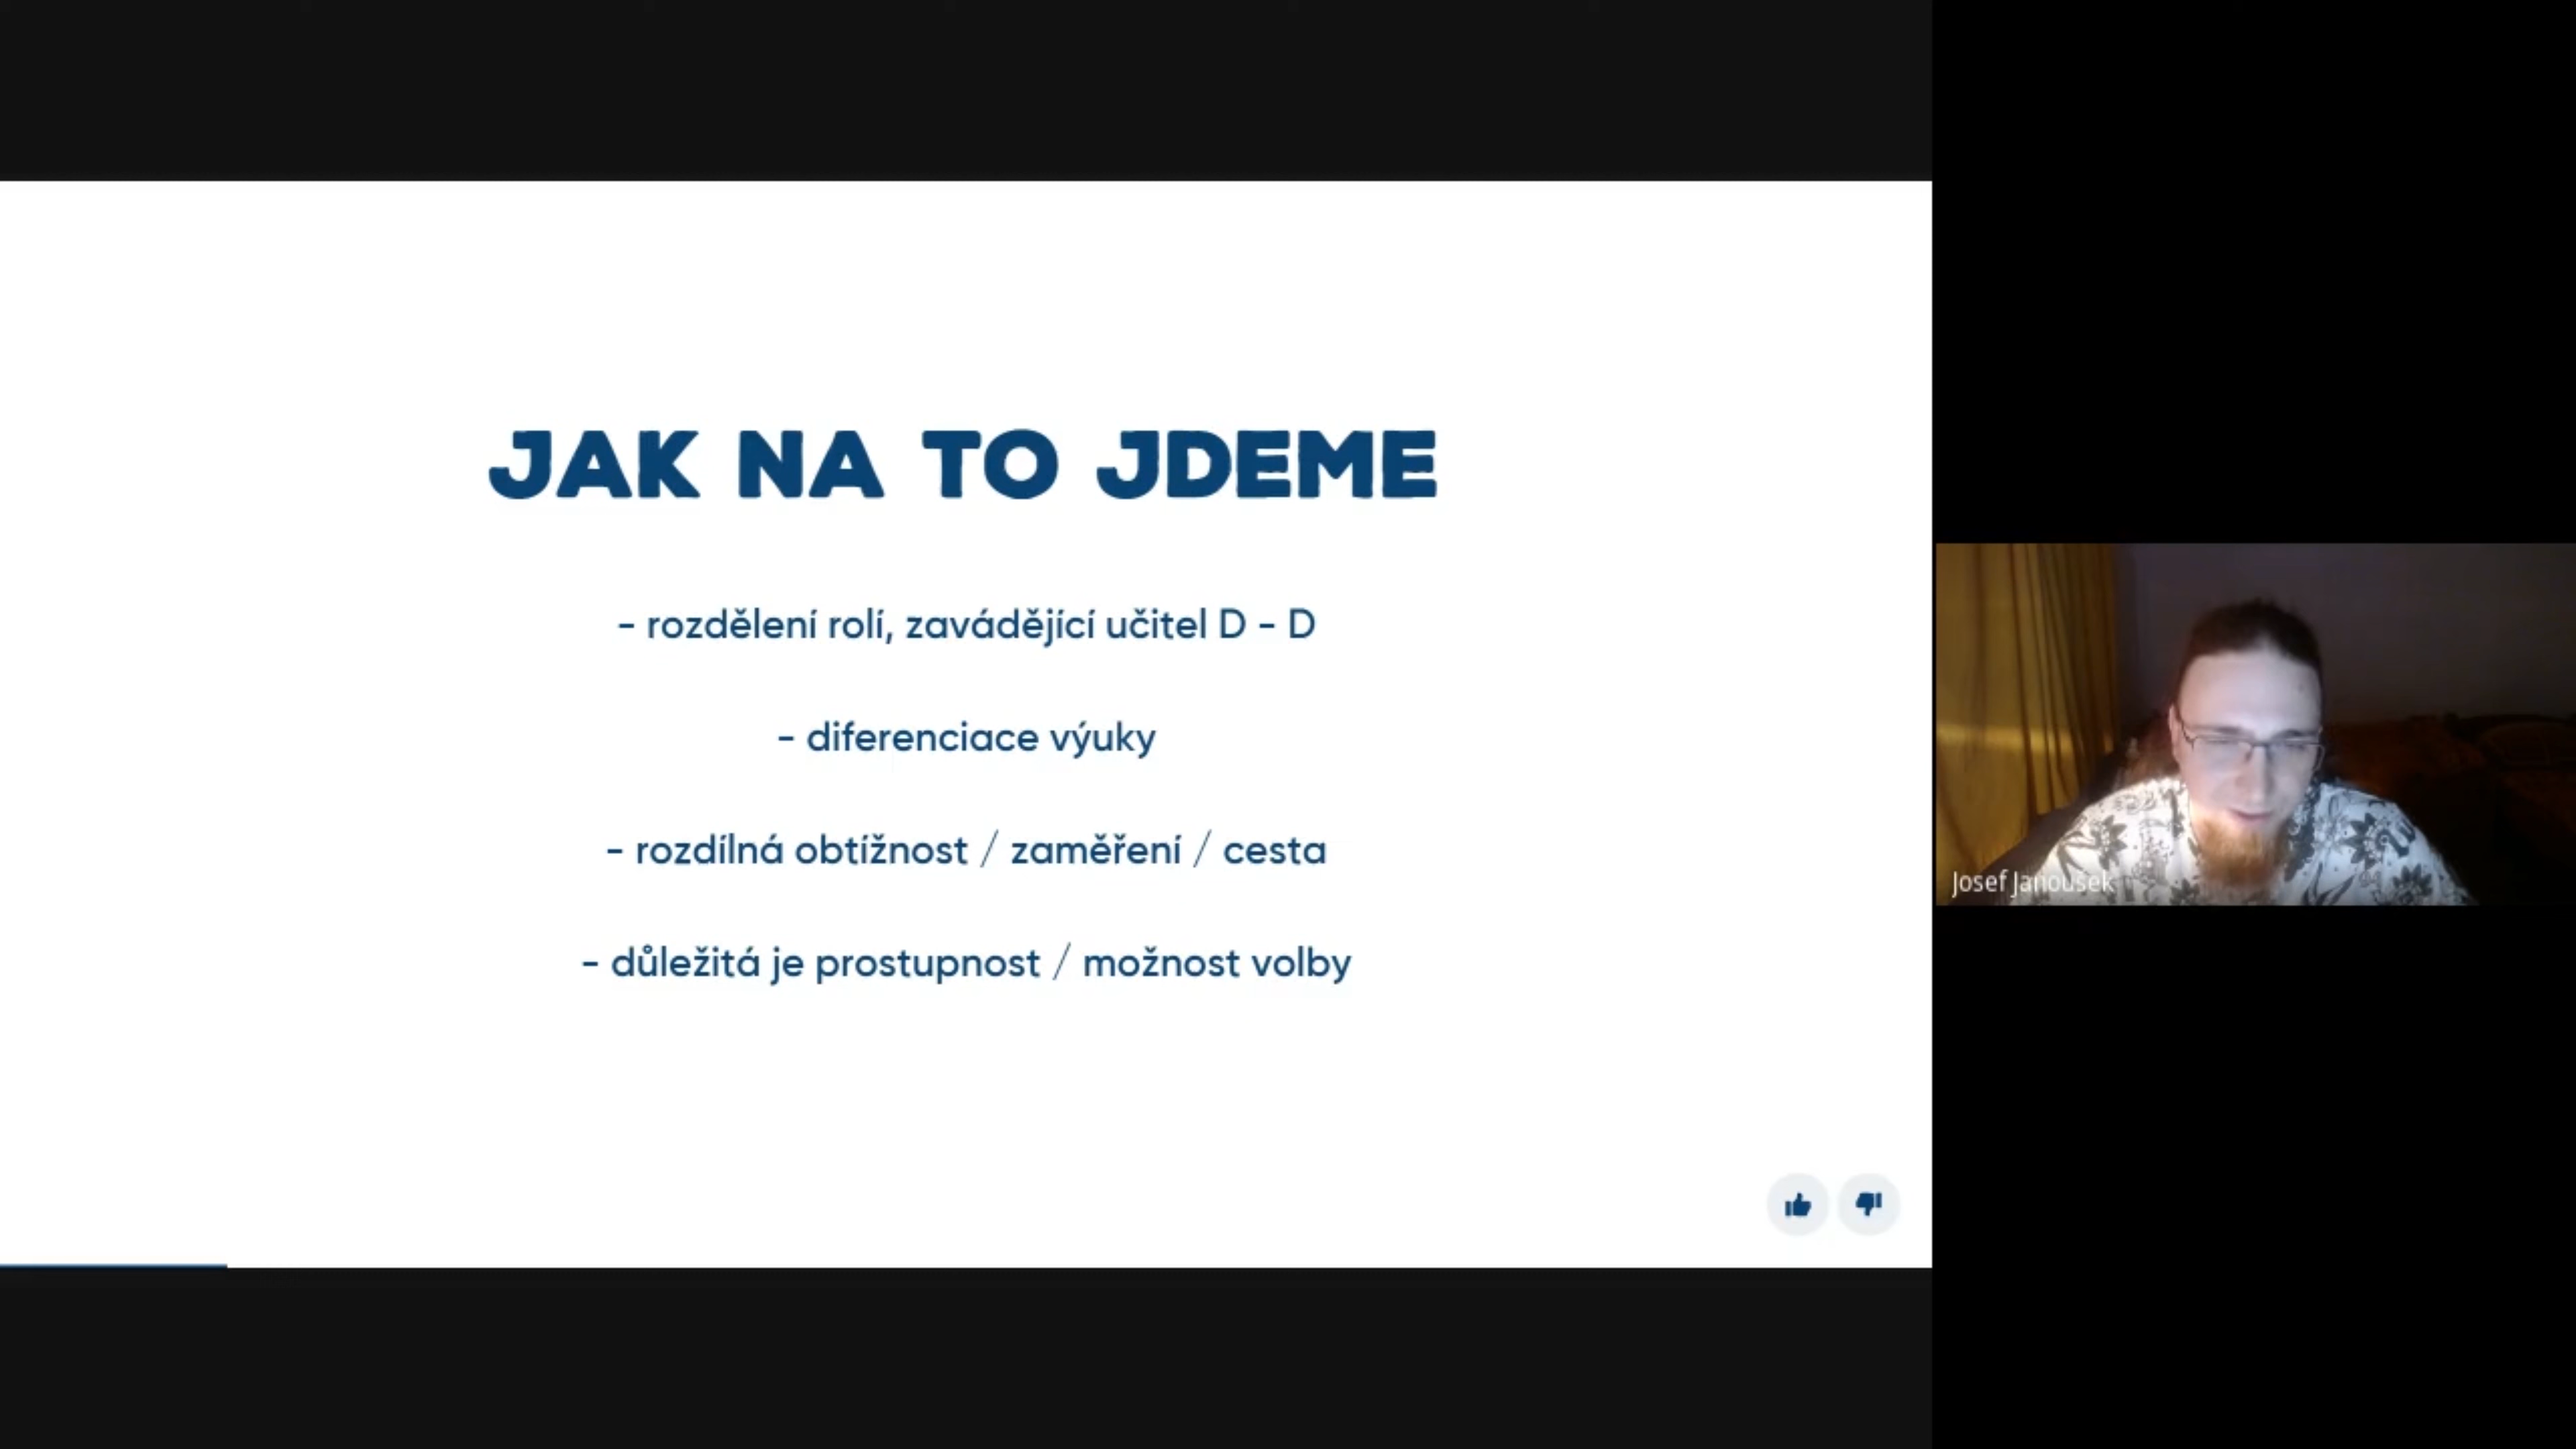 JAK NA TO JDEME
- rozdělení rolí, zavádějící učitel D - D
- diferenciace výuky
- rozdílná obtížnost / zaměření / cesta
- důležitá je prostupnost / možnost volby
Josef Janoušek